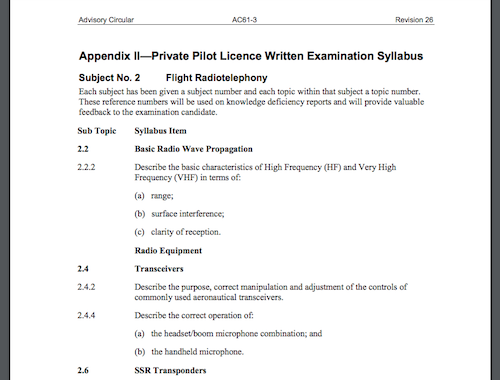 Advisory Circular AC61-3 Revision 26
Appendix II—Private Pilot Licence Written Examination Syllabus
Subject No. 2 Flight Radiotelephony
Each subject has been given a subject number and each topic within that subject a topic number.
These reference numbers will be used on knowledge deficiency reports and will provide valuable
feedback to the examination candidate.
Sub Topic Syllabus Item
2.2 Basic Radio Wave Propagation
2.2.2 Describe the basic characteristics of High Frequency (HF) and Very High
Frequency (VHF) in terms of:
(a) range;
(b) surface interference;
(c) clarity of reception.
Radio Equipment
2.4 Transceivers
2.4.2 Describe the purpose, correct manipulation and adjustment of the controls of
commonly used aeronautical transceivers.
2.4.4 Describe the correct operation of:
(a) the headset/boom microphone combination; and
(b) the handheld microphone.
2.6 SSR Transponders